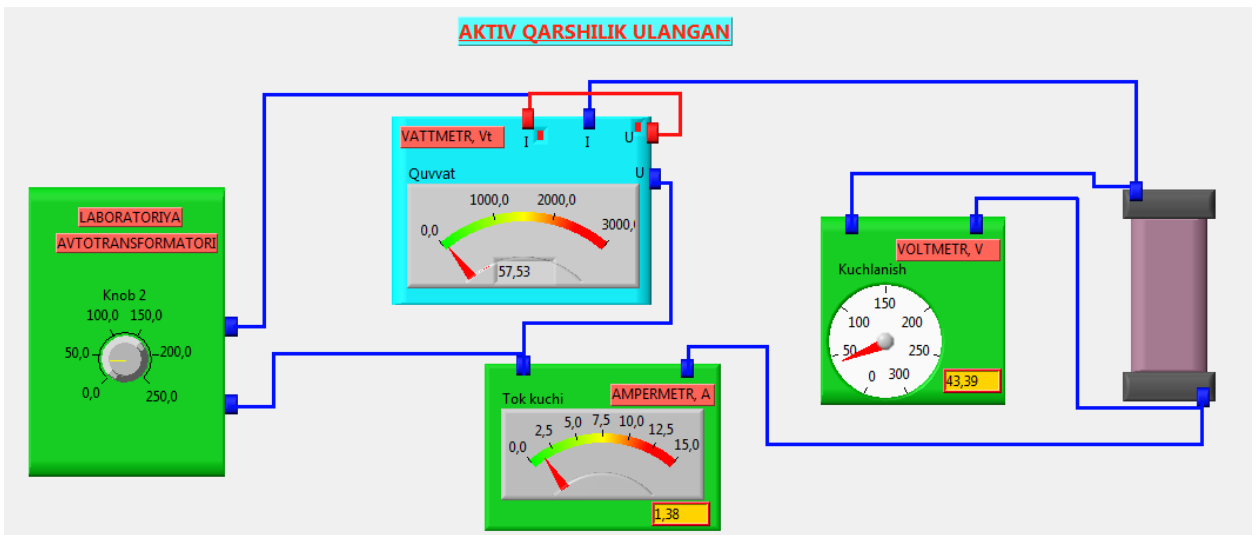 AKTIV QARSHILIK ULANGAN
VATTMETR, Vt
I
I
U
U
Quvvat
0,0
1000,0
2000,0
3000,
57,53
LABORATORIYA
AVTOTRANSFORMATORI
Knob 2
0,0
50,0
100,0
150,0
200,0
250,0
VOLTMETR, V
Kuchlanish
0
50
100
150
200
250
300
43,39
AMPERMETR, A
Tok kuchi
0,0
2,5
5,0
7,5
10,0
12,5
15,0
1,38